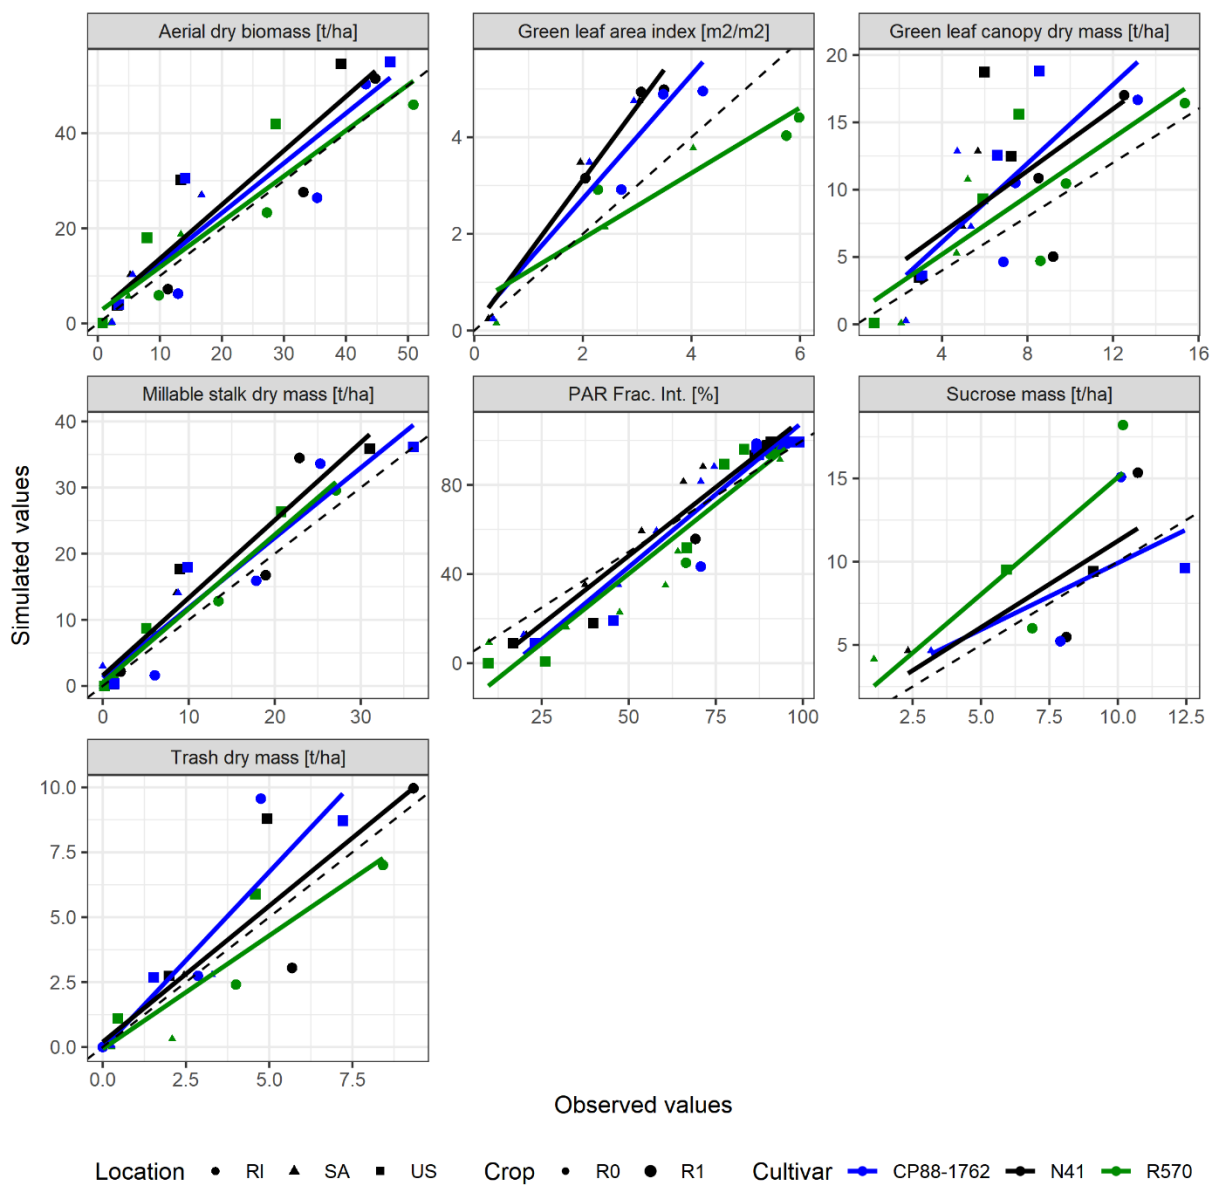 Aerial dry biomass [t/ha] Green leaf area index [m2/m2] Green leaf canopy dry mass [t/ha]
40
20
0
0 10 20 30 40 50
4
2
0
0 2 4 6
20
15
10
5
0
4 8 12 16
Millable stalk dry mass [t/ha] PAR Frac. Int. [%] Sucrose mass [t/ha]
40
30
20
10
0
0 10 20 30
80
40
0
25 50 75 100
15
10
5
2.5 5.0 7.5 10.0 12.5
Trash dry mass [t/ha]
10.0
7.5
5.0
2.5
0.0
0.0 2.5 5.0 7.5
Simulated values
Observed values
Location RI SA US Crop R0 R1 Cultivar CP88-1762 N41 R570